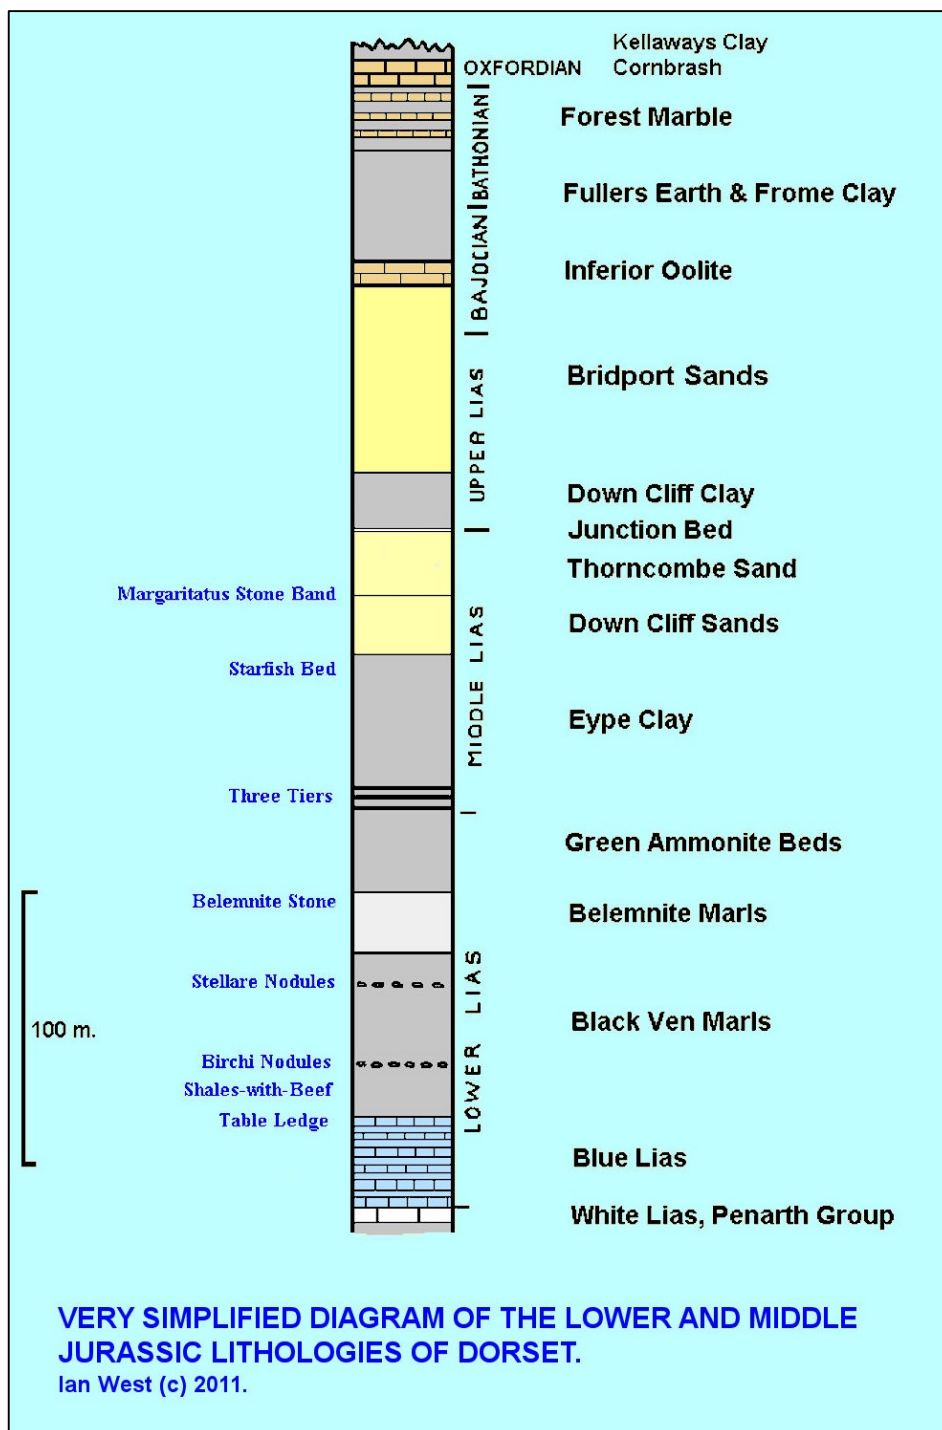 Kellaways Clay
OXFORDIAN Cornbrash
BATHONIAN
Forest Marble
Fullers Earth & Frome Clay
BAJOCIAN
Inferior Oolite
UPPER LIAS
Bridport Sands
Down Cliff Clay
Junction Bed
Thorncombe Sand
Margaritatus Stone Band
Down Cliff Sands
MIDDLE LIAS
Starfish Bed
Eype Clay
Three Tiers
Green Ammonite Beds
Belemnite Stone
Belemnite Marls
LOWER LIAS
Stellare Nodules
Black Ven Marls
100 m.
Birchi Nodules
Shales-with-Beef
Table Ledge
Blue Lias
White Lias, Penarth Group
VERY SIMPLIFIED DIAGRAM OF THE LOWER AND MIDDLE
JURASSIC LITHOLOGIES OF DORSET.
Ian West (c) 2011.